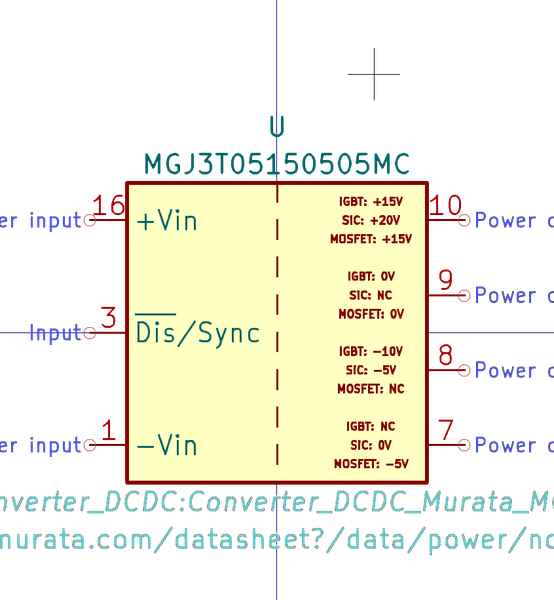 U
MGJ3T05150505MC
16
+Vin
er input
3
Dis/Sync
Input
1
-Vin
er input
IGBT: +15V
SIC: +20V
MOSFET: +15V
10
Power o
IGBT: 0V
SIC: NC
MOSFET: 0V
9
Power o
IGBT: -10V
SIC: -5V
MOSFET: NC
8
Power o
IGBT: NC
SIC: 0V
MOSFET: -5V
7
Power o
nverter_DCDC:Converter_DCDC_Murata_M
murata.com/datasheet?/data/power/nc